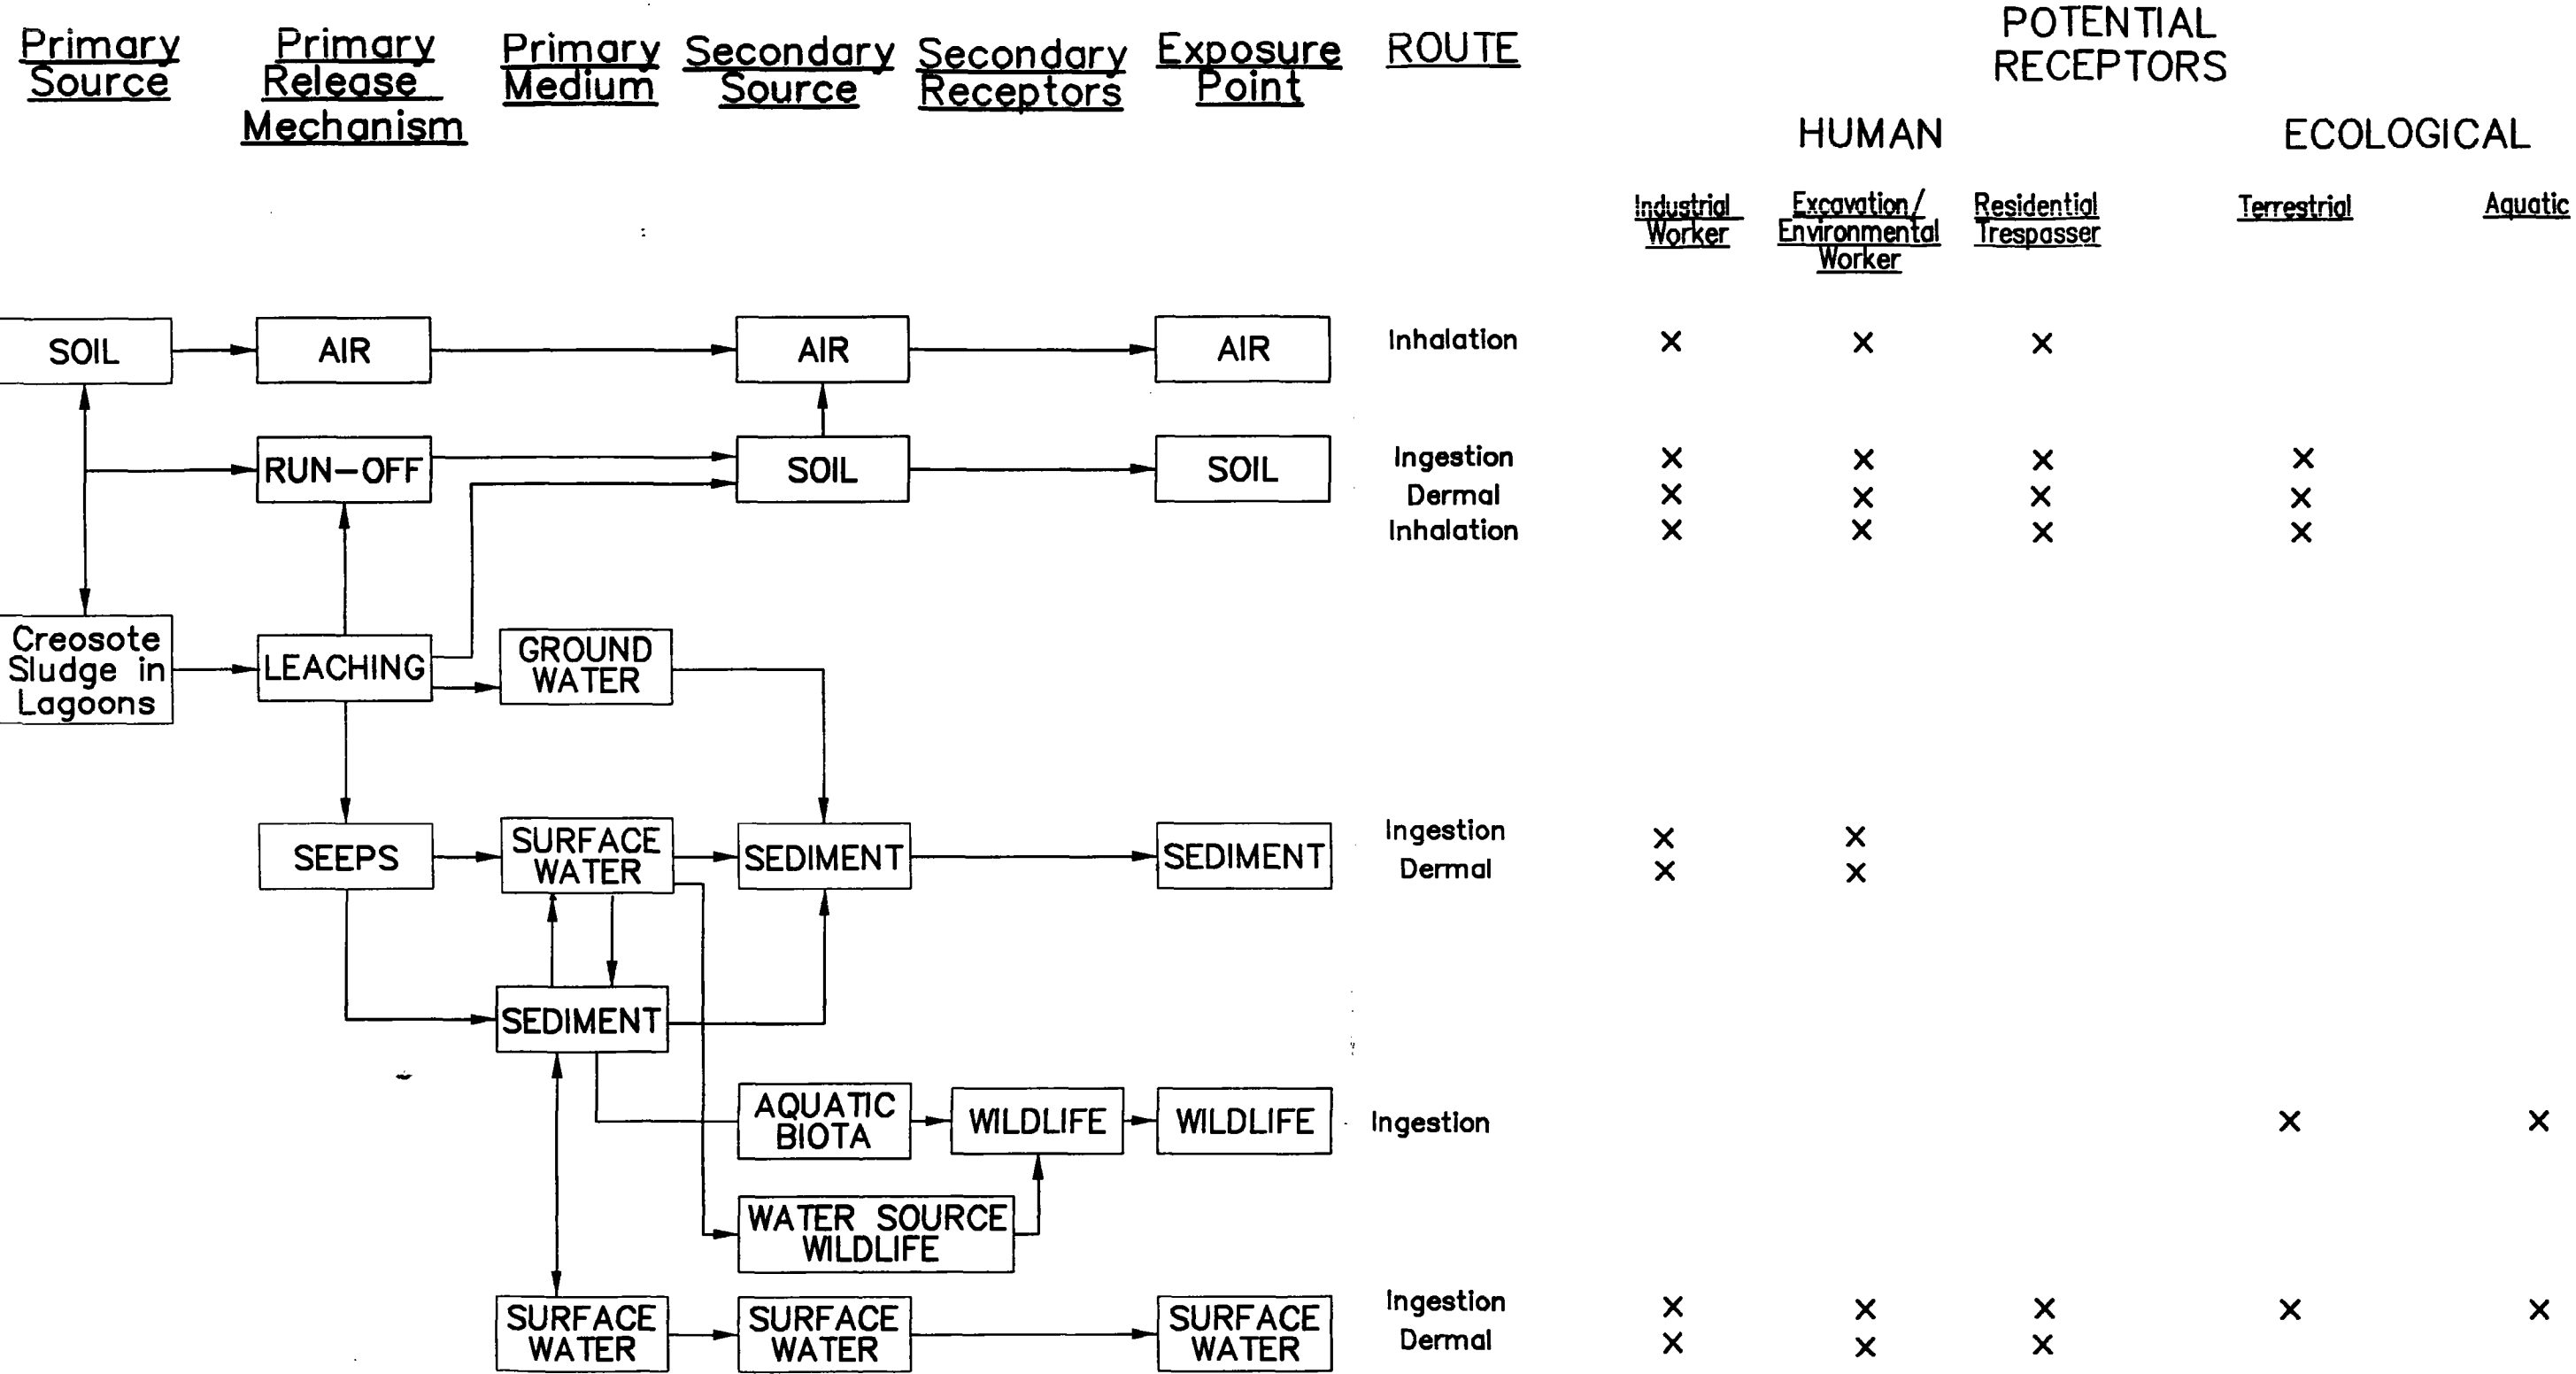 Primary
Source
Primary
Release
Mechanism
Primary
Medium
Secondary
Source
Secondary
Receptors
Exposure
Point
ROUTE
POTENTIAL
RECEPTORS
HUMAN
ECOLOGICAL
Industrial
Worker
Excavation/
Environmental
Worker
Residential
Trespasser
Terrestrial
Aquatic
SOIL
AIR
AIR
AIR
Inhalation
X X X
RUN-OFF
SOIL
SOIL
Ingestion
X X X X
Dermal
X X X X
Inhalation
X X X X
Creosote
Sludge in
Lagoons
LEACHING
GROUND
WATER
SEEPS
SURFACE
WATER
SEDIMENT
SEDIMENT
Ingestion
X X
Dermal
X X
SEDIMENT
AQUATIC
BIOTA
WILDLIFE
WILDLIFE
Ingestion
X X
WATER SOURCE
WILDLIFE
SURFACE
WATER
SURFACE
WATER
SURFACE
WATER
Ingestion
X X X X X
Dermal
X X X